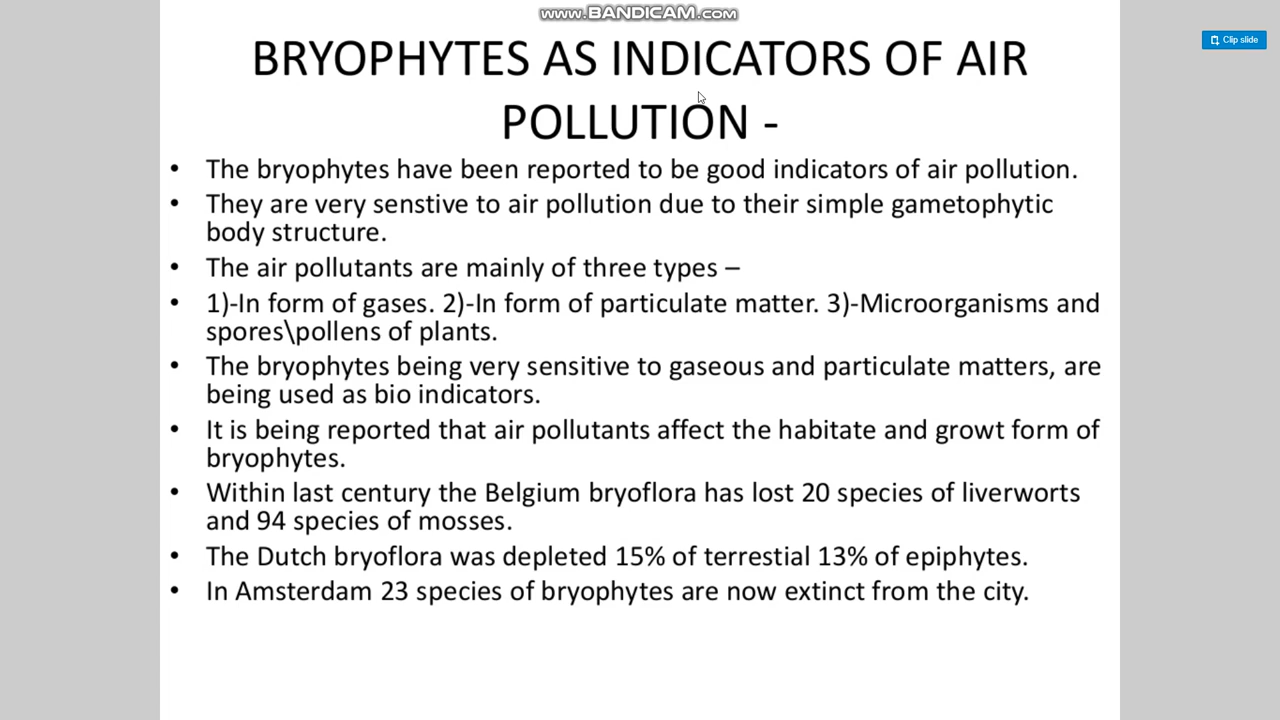 www.BANDICAM.com
Clip slide
BRYOPHYTES AS INDICATORS OF AIR
POLLUTION -
• The bryophytes have been reported to be good indicators of air pollution.
• They are very senstive to air pollution due to their simple gametophytic
body structure.
• The air pollutants are mainly of three types –
• 1)-In form of gases. 2)-In form of particulate matter. 3)-Microorganisms and
spores\pollens of plants.
• The bryophytes being very sensitive to gaseous and particulate matters, are
being used as bio indicators.
• It is being reported that air pollutants affect the habitate and growt form of
bryophytes.
• Within last century the Belgium bryoflora has lost 20 species of liverworts
and 94 species of mosses.
• The Dutch bryoflora was depleted 15% of terrestial 13% of epiphytes.
• In Amsterdam 23 species of bryophytes are now extinct from the city.